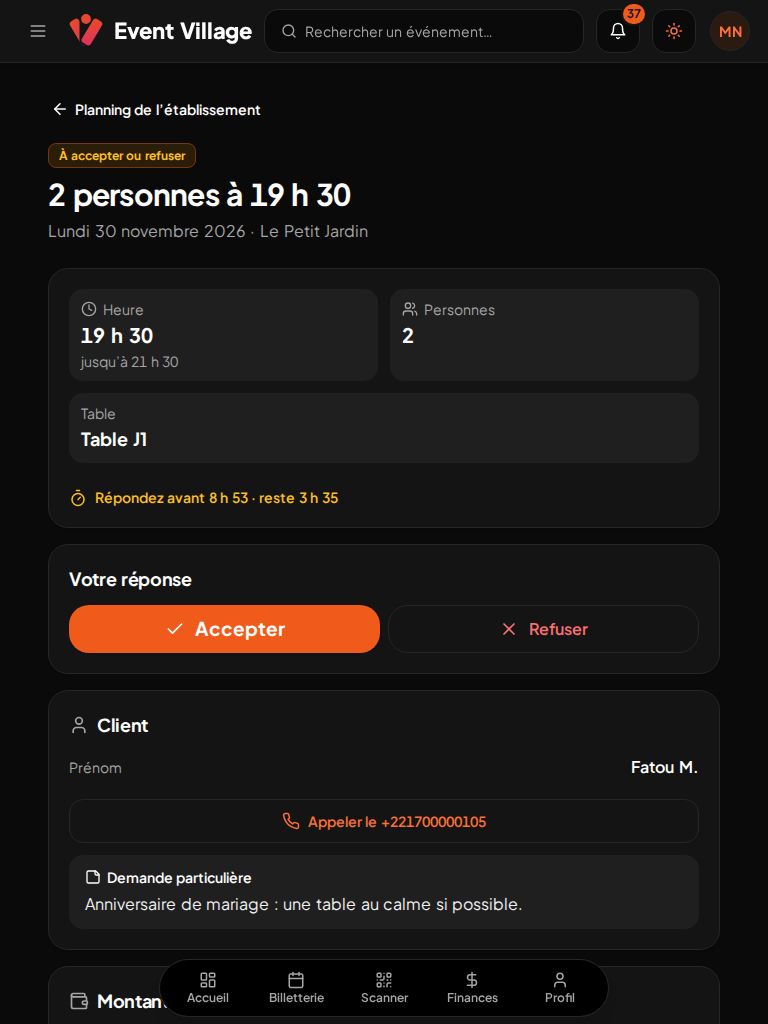 Event Village
Rechercher un événement…
37
MN
Planning de l'établissement
À accepter ou refuser
2 personnes à 19 h 30
Lundi 30 novembre 2026 · Le Petit Jardin
Heure
19 h 30
jusqu'à 21 h 30
Personnes
2
Table
Table J1
Répondez avant 8 h 53 · reste 3 h 35
Votre réponse
Accepter
Refuser
Client
Prénom
Fatou M.
Appeler le +221700000105
Demande particulière
Anniversaire de mariage : une table au calme si possible.
Accueil
Billetterie
Scanner
Finances
Profil